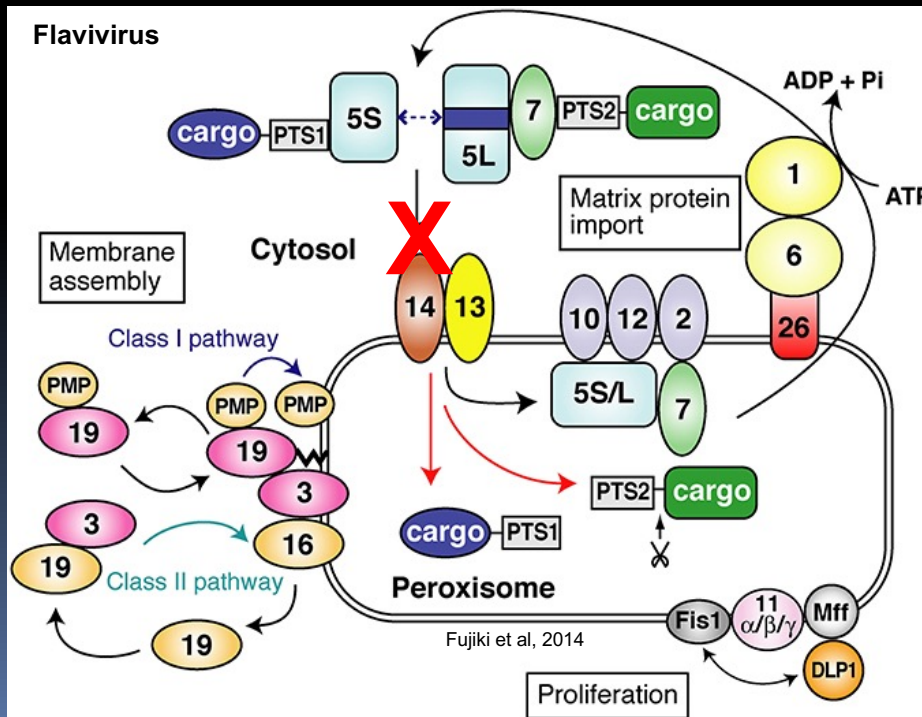 Flavivirus
ADP + Pi
cargo
PTS1
5S
5L
7
PTS2
cargo
1
ATP
Matrix protein
import
6
Membrane
assembly
Cytosol
X
14
13
10
12
2
26
Class I pathway
PMP
PMP
PMP
19
19
5S/L
7
3
PTS2
cargo
3
16
cargo
PTS1
19
Class II pathway
Peroxisome
19
Fujiki et al, 2014
Fis1
11
α/β/γ
Mff
DLP1
Proliferation